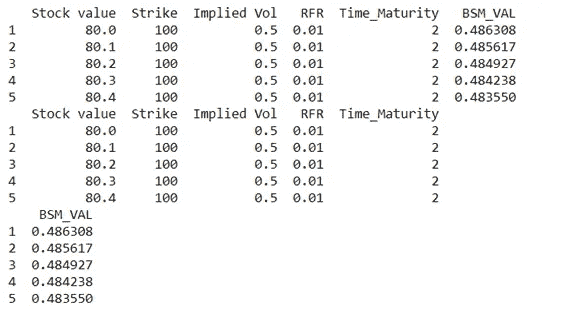 Stock value Strike Implied Vol RFR Time_Maturity BSM_VAL
1 80.0 100 0.5 0.01 2 0.486308
2 80.1 100 0.5 0.01 2 0.485617
3 80.2 100 0.5 0.01 2 0.484927
4 80.3 100 0.5 0.01 2 0.484238
5 80.4 100 0.5 0.01 2 0.483550
Stock value Strike Implied Vol RFR Time_Maturity
1 80.0 100 0.5 0.01 2
2 80.1 100 0.5 0.01 2
3 80.2 100 0.5 0.01 2
4 80.3 100 0.5 0.01 2
5 80.4 100 0.5 0.01 2
BSM_VAL
1 0.486308
2 0.485617
3 0.484927
4 0.484238
5 0.483550